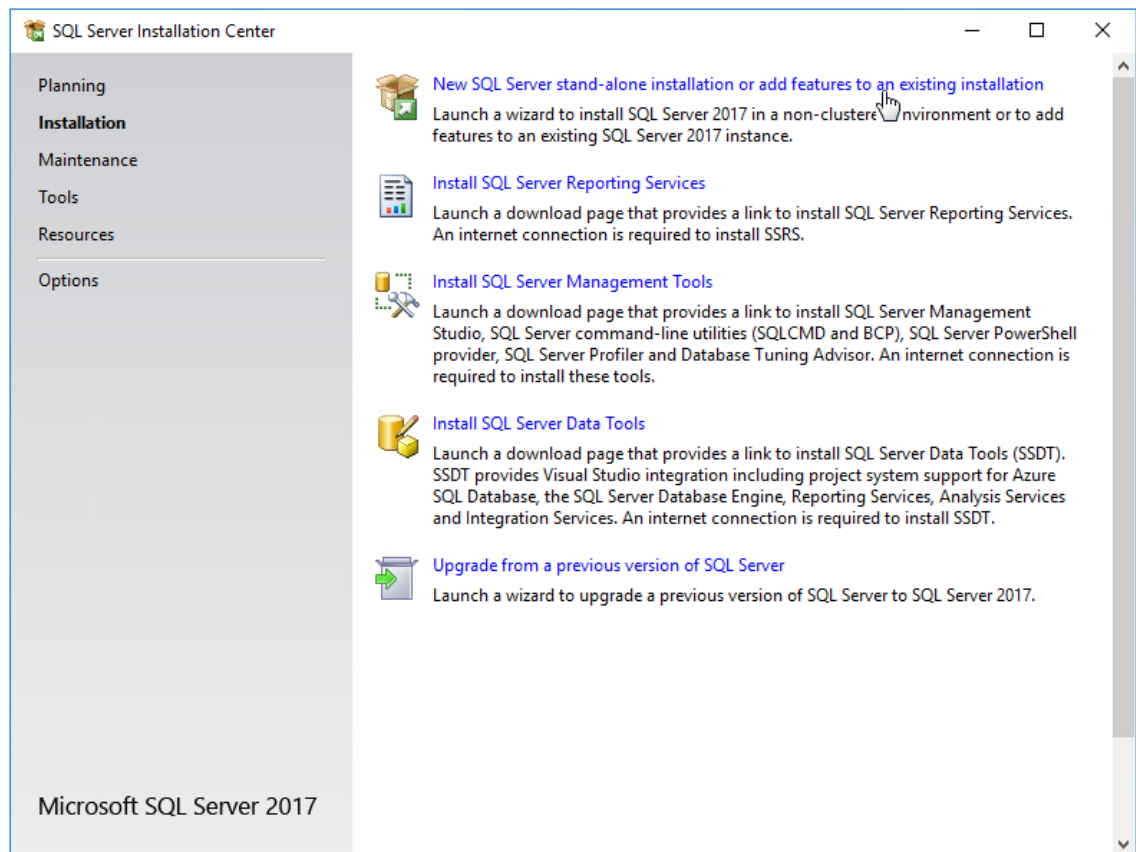 SQL Server Installation Center
Planning
Installation
Maintenance
Tools
Resources
Options
Microsoft SQL Server 2017
New SQL Server stand-alone installation or add features to an existing installation
Launch a wizard to install SQL Server 2017 in a non-clustered environment or to add
features to an existing SQL Server 2017 instance.
Install SQL Server Reporting Services
Launch a download page that provides a link to install SQL Server Reporting Services.
An internet connection is required to install SSRS.
Install SQL Server Management Tools
Launch a download page that provides a link to install SQL Server Management
Studio, SQL Server command-line utilities (SQLCMD and BCP), SQL Server PowerShell
provider, SQL Server Profiler and Database Tuning Advisor. An internet connection is
required to install these tools.
Install SQL Server Data Tools
Launch a download page that provides a link to install SQL Server Data Tools (SSDT).
SSDT provides Visual Studio integration including project system support for Azure
SQL Database, the SQL Server Database Engine, Reporting Services, Analysis Services
and Integration Services. An internet connection is required to install SSDT.
Upgrade from a previous version of SQL Server
Launch a wizard to upgrade a previous version of SQL Server to SQL Server 2017.